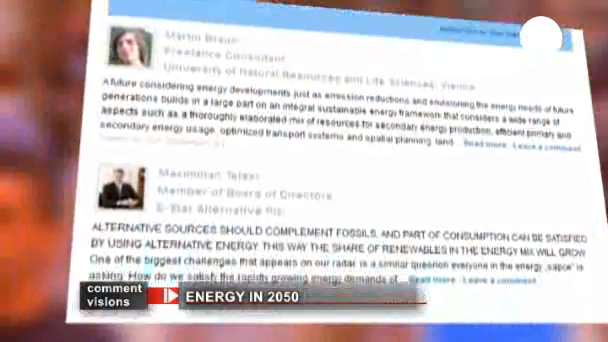 Martin Braun
Freelance Consultant
University of Natural Resources and Life Sciences, Vienna
A future considering energy developments just as emission reductions and envisioning the energy needs of future
generations builds in a large part on an integral sustainable energy framework that considers a wide range of
aspects such as a thoroughly elaborated mix of resources for secondary energy production, efficient primary and
secondary energy usage, optimized transport systems and spatial planning, land ... Read more Leave a comment
Maximilian
Member of Board of Directors
E-Star Alternative Plc
ALTERNATIVE SOURCES SHOULD COMPLEMENT FOSSILS, AND PART OF CONSUMPTION CAN BE SATISFIED
BY USING ALTERNATIVE ENERGY. THIS WAY THE SHARE OF RENEWABLES IN THE ENERGY MIX WILL GROW
One of the biggest challenges that appears on our radar is a similar question everyone in the energy is
asking: How do we satisfy the rapidly growing energy demands of ... Read more Leave a comment
comment
visions
ENERGY IN 2050